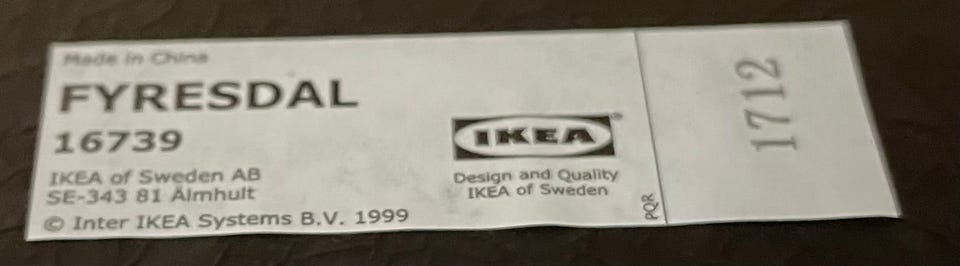 Made in China
FYRESDAL
16739
IKEA of Sweden AB
SE-343 81 Älmhult
© Inter IKEA Systems B.V. 1999
IKEA®
Design and Quality
IKEA of Sweden
PQR
1712